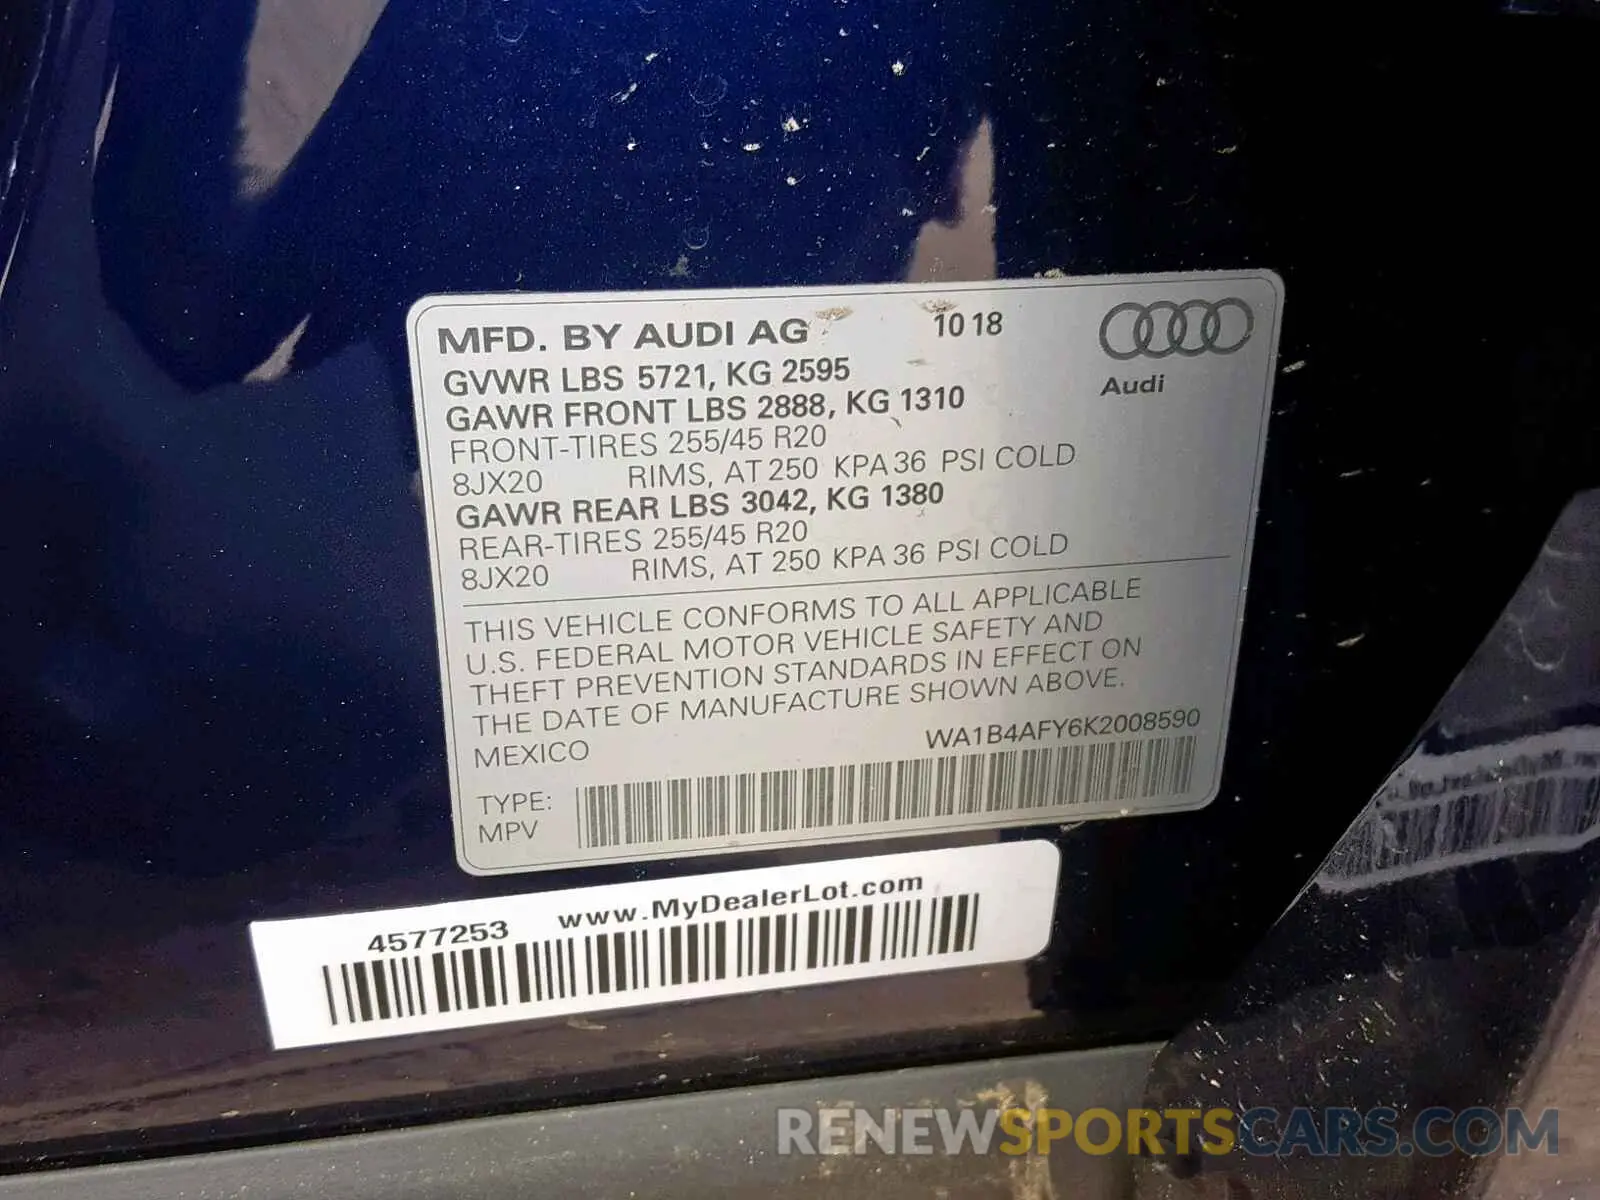 MFD. BY AUDI AG 10 18
Audi
GVWR LBS 5721, KG 2595
GAWR FRONT LBS 2888, KG 1310
FRONT-TIRES 255/45 R20
8JX20 RIMS, AT 250 KPA 36 PSI COLD
GAWR REAR LBS 3042, KG 1380
REAR-TIRES 255/45 R20
8JX20 RIMS, AT 250 KPA 36 PSI COLD
THIS VEHICLE CONFORMS TO ALL APPLICABLE
U.S. FEDERAL MOTOR VEHICLE SAFETY AND
THEFT PREVENTION STANDARDS IN EFFECT ON
THE DATE OF MANUFACTURE SHOWN ABOVE.
MEXICO WA1B4AFY6K2008590
TYPE:
MPV
4577253 www.MyDealerLot.com
RENEWSPORTSCARS.COM